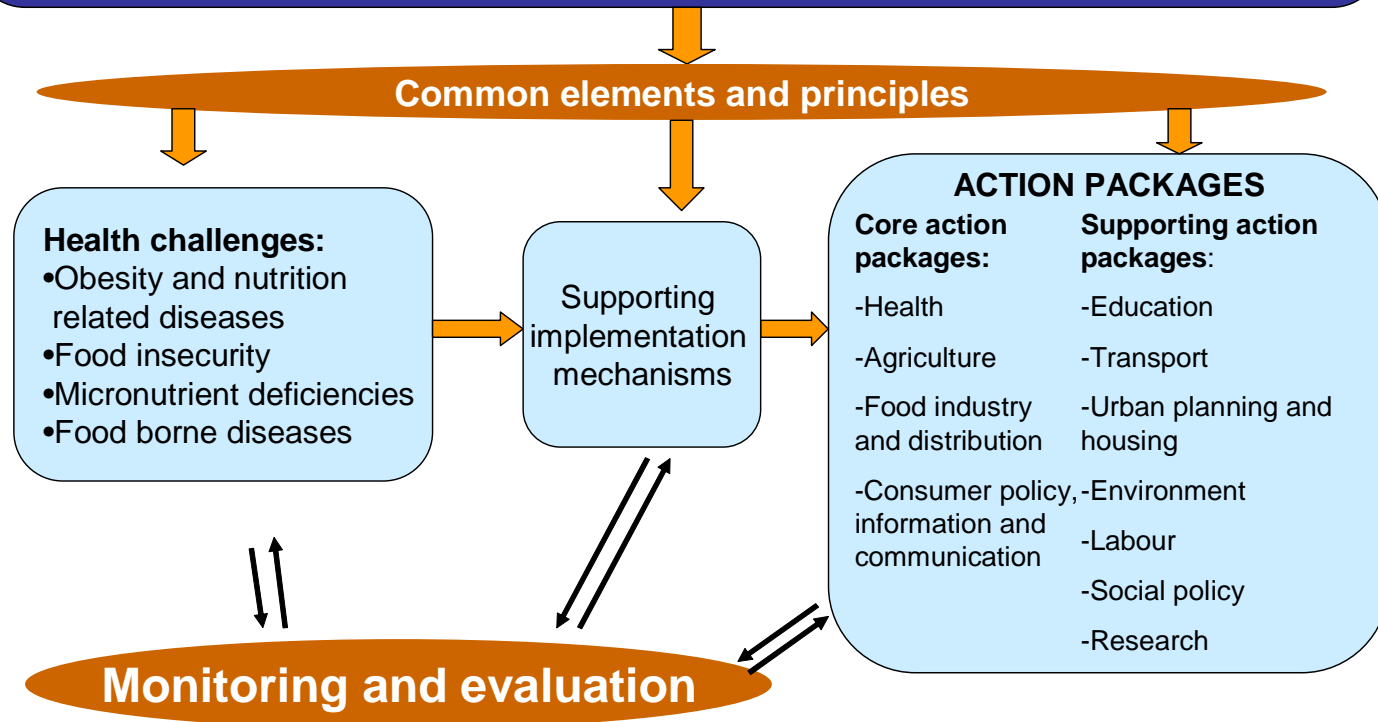 Common elements and principles
Health challenges:
•Obesity and nutrition
related diseases
•Food insecurity
•Micronutrient deficiencies
•Food borne diseases
Supporting
implementation
mechanisms
ACTION PACKAGES
Core action
packages:
-Health
-Agriculture
-Food industry
and distribution
-Consumer policy,
information and
communication
Supporting action
packages:
-Education
-Transport
-Urban planning and
housing
-Environment
-Labour
-Social policy
-Research
Monitoring and evaluation